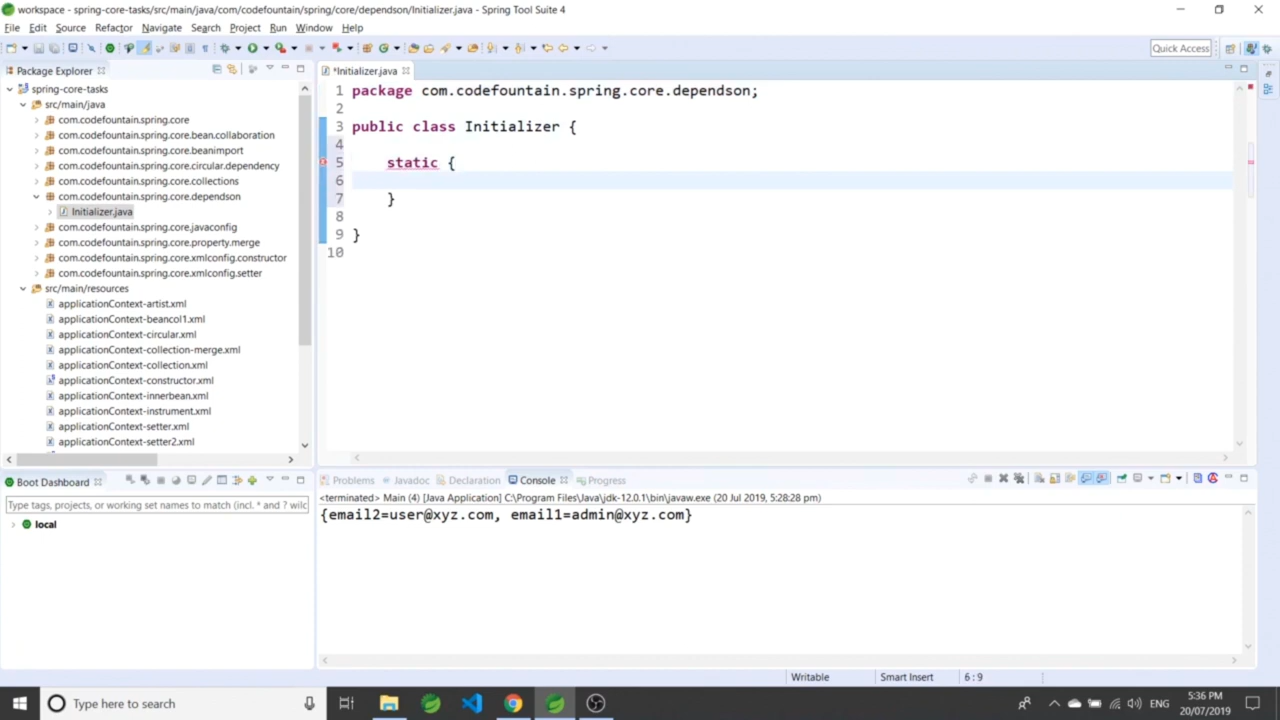 workspace - spring-core-tasks/src/main/java/com/codefountain/spring/core/dependson/Initializer.java - Spring Tool Suite 4
File Edit Source Refactor Navigate Search Project Run Window Help
Quick Access
Package Explorer
spring-core-tasks
src/main/java
com.codefountain.spring.core
com.codefountain.spring.core.bean.collaboration
com.codefountain.spring.core.beanimport
com.codefountain.spring.core.circular.dependency
com.codefountain.spring.core.collections
com.codefountain.spring.core.dependson
Initializer.java
com.codefountain.spring.core.javaconfig
com.codefountain.spring.core.property.merge
com.codefountain.spring.core.xmlconfig.constructor
com.codefountain.spring.core.xmlconfig.setter
src/main/resources
applicationContext-artist.xml
applicationContext-beancol1.xml
applicationContext-circular.xml
applicationContext-collection-merge.xml
applicationContext-collection.xml
applicationContext-constructor.xml
applicationContext-innerbean.xml
applicationContext-instrument.xml
applicationContext-setter.xml
applicationContext-setter2.xml
*Initializer.java
1 package com.codefountain.spring.core.dependson;
2
3 public class Initializer {
4
5 static {
6
7 }
8
9 }
10
Boot Dashboard
Type tags, projects, or working set names to match (incl. * and ? wilc
local
Problems Javadoc Declaration Console Progress
<terminated> Main (4) [Java Application] C:\Program Files\Java\jdk-12.0.1\bin\javaw.exe (20 Jul 2019, 5:28:28 pm)
{email2=user@xyz.com, email1=admin@xyz.com}
Writable Smart Insert 6 : 9
Type here to search
ENG
5:36 PM
20/07/2019